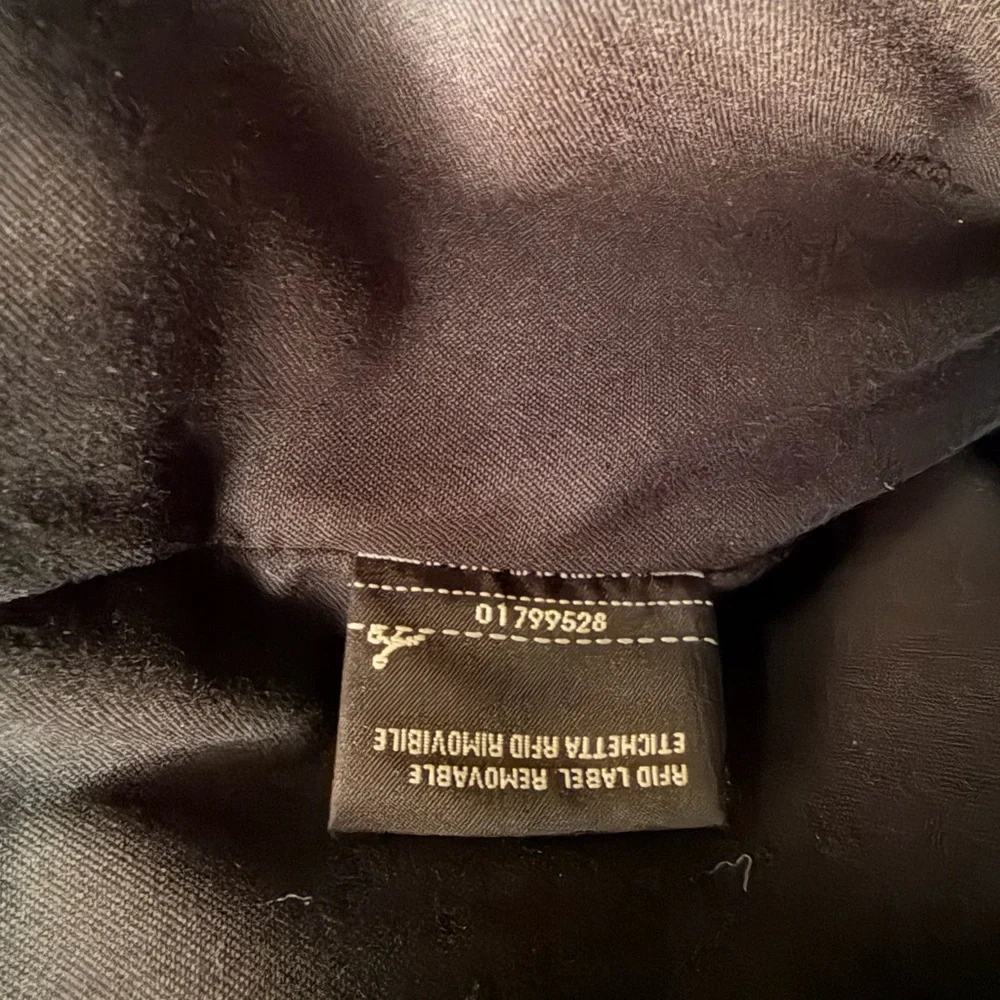 01799528
RFID LABEL REMOVABLE
ETICHETTA RFID RIMOVIBILE